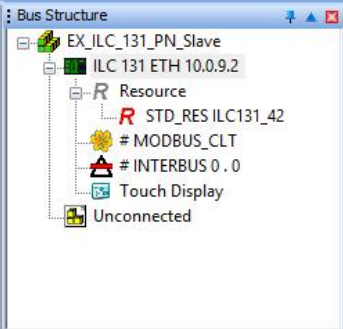 Bus Structure
EX_ILC_131_PN_Slave
ILC 131 ETH 10.0.9.2
R Resource
R STD_RES ILC131_42
# MODBUS_CLT
# INTERBUS 0 . 0
Touch Display
Unconnected